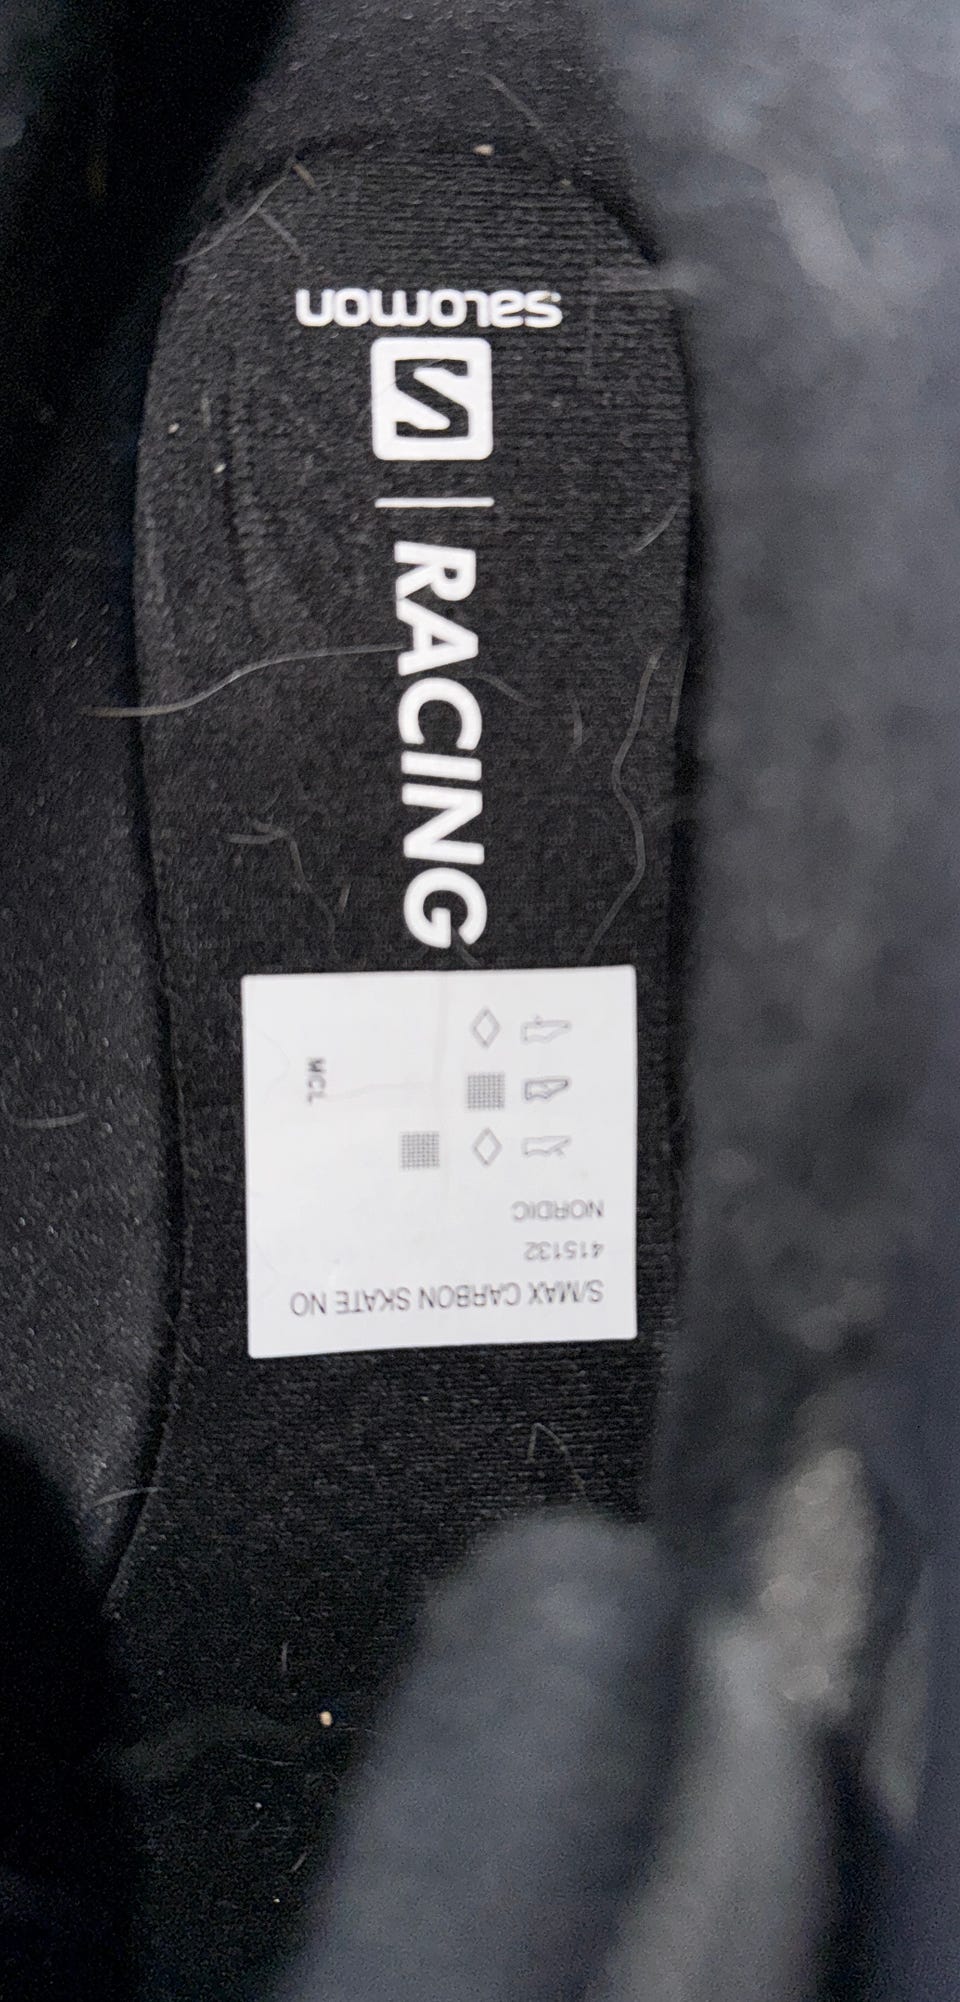 salomon
RACING
S/MAX CARBON SKATE NO
415132
NORDIC
MCL